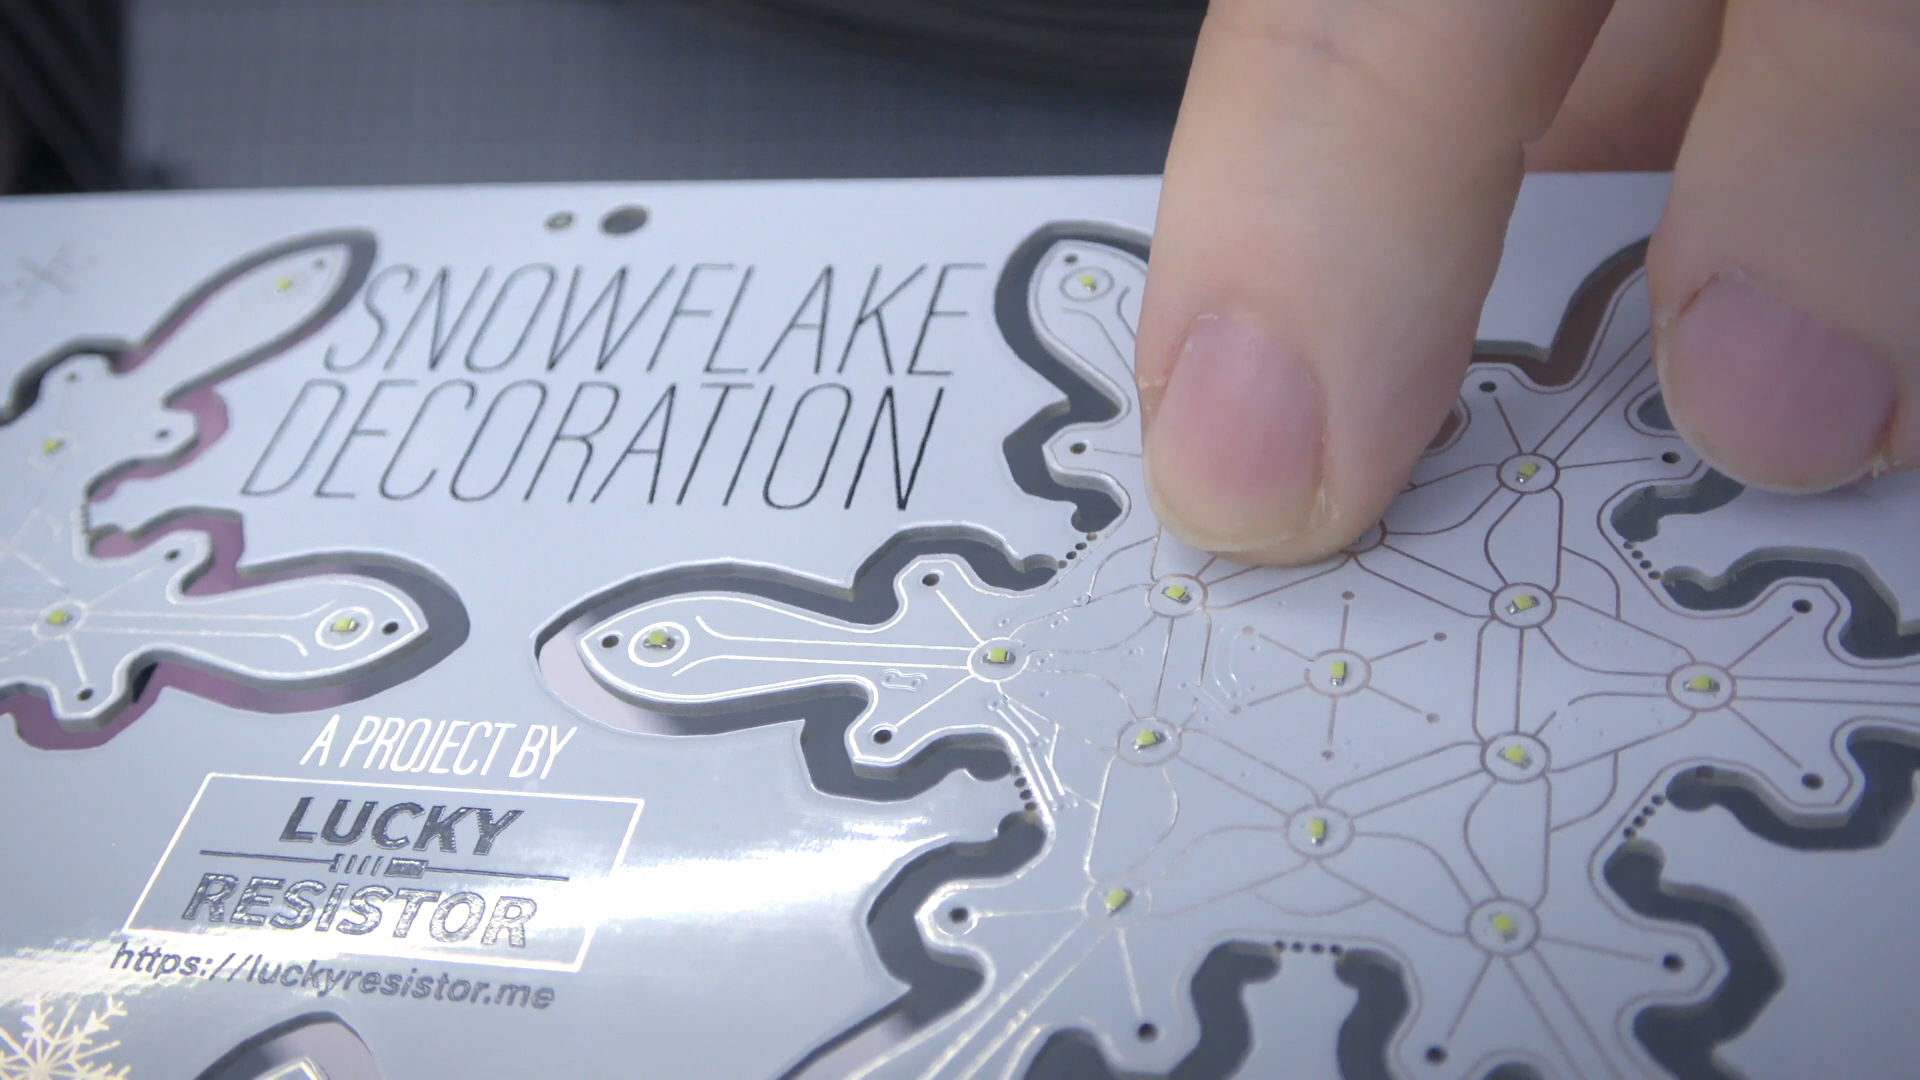 SNOWFLAKE
DECORATION
A PROJECT BY
LUCKY
RESISTOR
https://luckyresistor.me